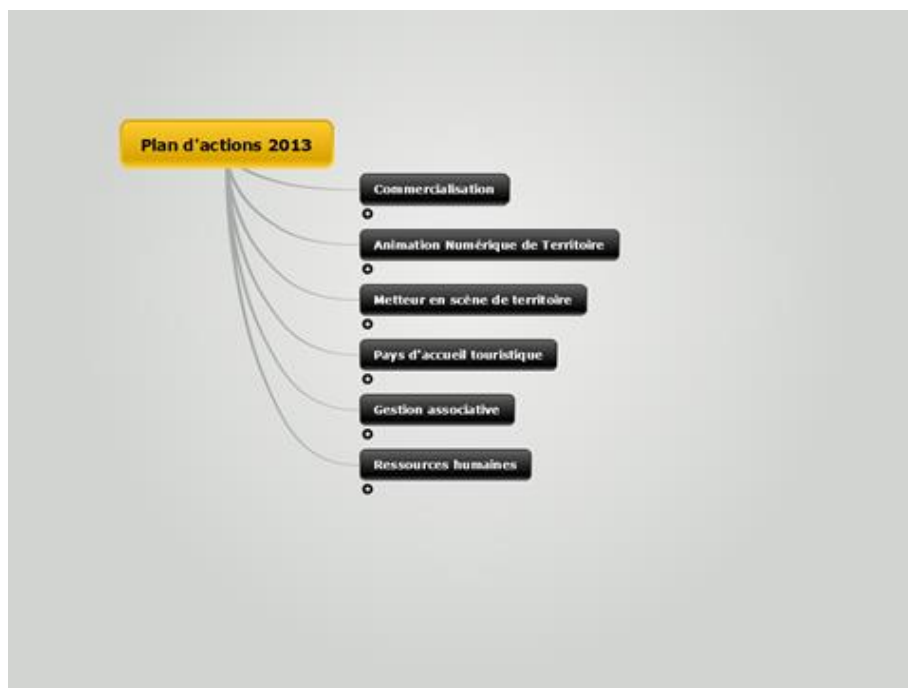 Plan d'actions 2013
Commercialisation
Animation Numérique de Territoire
Metteur en scène de territoire
Pays d'accueil touristique
Gestion associative
Ressources humaines